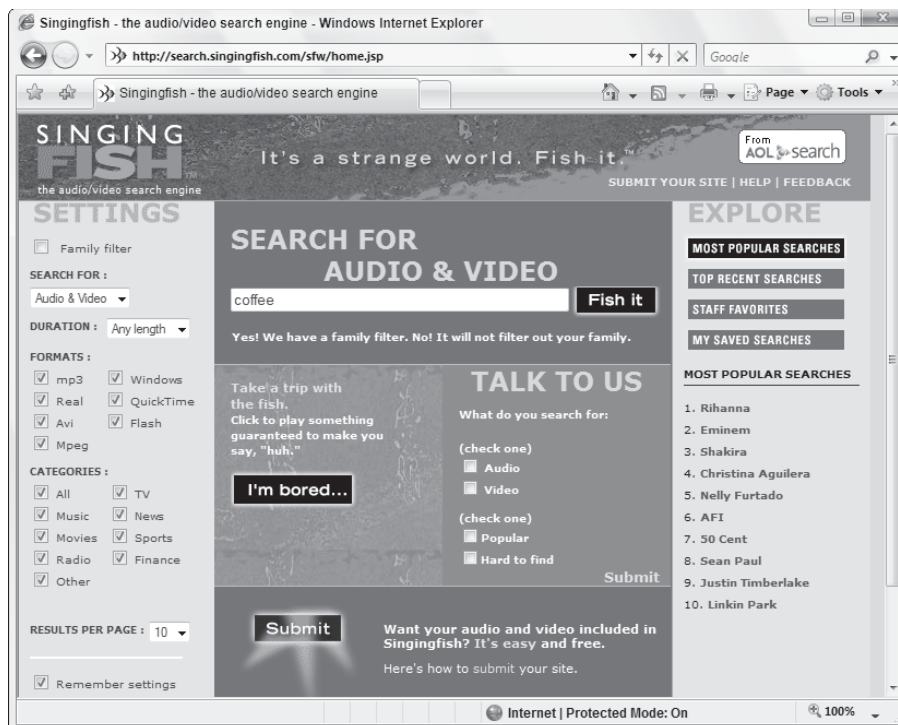 Singingfish - the audio/video search engine - Windows Internet Explorer
http://search.singingfish.com/sfw/home.jsp
Google
Singingfish - the audio/video search engine
Page
Tools
SINGING
FISH™
the audio/video search engine
It's a strange world. Fish it.™
From
AOL search
SUBMIT YOUR SITE | HELP | FEEDBACK
SETTINGS
Family filter
SEARCH FOR :
Audio & Video
DURATION : Any length
FORMATS :
mp3 Windows
Real QuickTime
Avi Flash
Mpeg
CATEGORIES :
All TV
Music News
Movies Sports
Radio Finance
Other
RESULTS PER PAGE : 10
Remember settings
SEARCH FOR
AUDIO & VIDEO
coffee
Fish it
Yes! We have a family filter. No! It will not filter out your family.
Take a trip with
the fish.
Click to play something
guaranteed to make you
say, "huh."
I'm bored...
TALK TO US
What do you search for:
(check one)
Audio
Video
(check one)
Popular
Hard to find
Submit
Submit
Want your audio and video included in
Singingfish? It's easy and free.
Here's how to submit your site.
EXPLORE
MOST POPULAR SEARCHES
TOP RECENT SEARCHES
STAFF FAVORITES
MY SAVED SEARCHES
MOST POPULAR SEARCHES
1. Rihanna
2. Eminem
3. Shakira
4. Christina Aguilera
5. Nelly Furtado
6. AFI
7. 50 Cent
8. Sean Paul
9. Justin Timberlake
10. Linkin Park
Internet | Protected Mode: On
100%